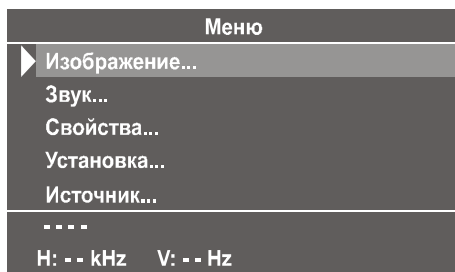 Меню
Изображение...
Звук...
Свойства...
Установка...
Источник...
- - - -
H: - - kHz V: - - Hz